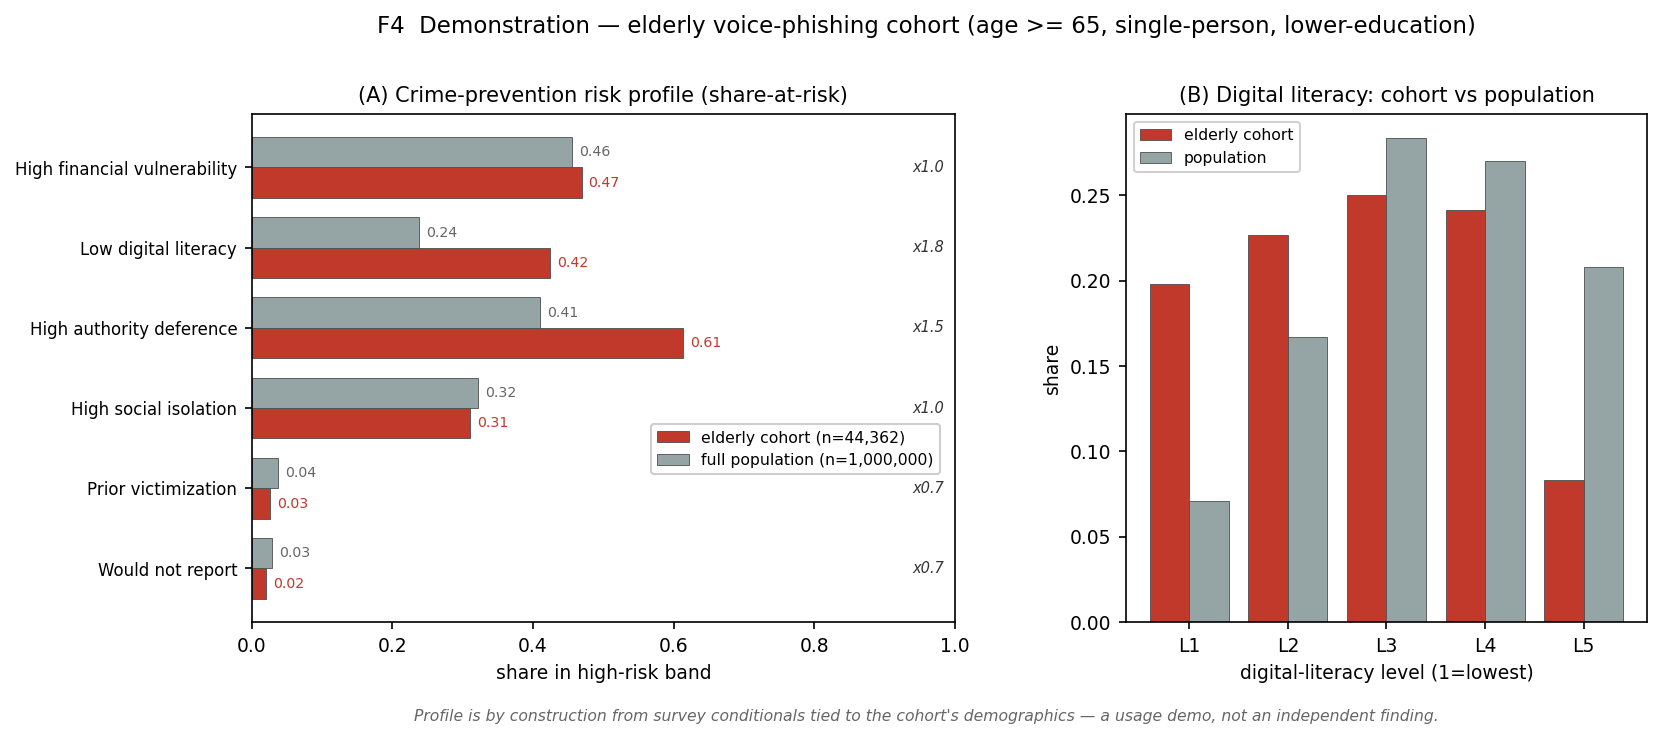 F4  Demonstration — elderly voice-phishing cohort (age >= 65, single-person, lower-education)
(A) Crime-prevention risk profile (share-at-risk)
High financial vulnerability
0.46
0.47
x1.0
Low digital literacy
0.24
0.42
x1.8
High authority deference
0.41
0.61
x1.5
High social isolation
0.32
0.31
x1.0
elderly cohort (n=44,362)
full population (n=1,000,000)
Prior victimization
0.04
0.03
x0.7
Would not report
0.03
0.02
x0.7
0.0 0.2 0.4 0.6 0.8 1.0
share in high-risk band
(B) Digital literacy: cohort vs population
elderly cohort
population
share
0.25
0.20
0.15
0.10
0.05
0.00
L1 L2 L3 L4 L5
digital-literacy level (1=lowest)
Profile is by construction from survey conditionals tied to the cohort's demographics — a usage demo, not an independent finding.